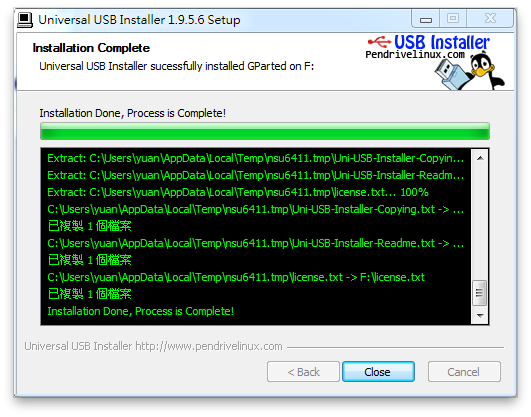 Universal USB Installer 1.9.5.6 Setup
Installation Complete
Universal USB Installer sucessfully installed GParted on F:
USB Installer
Pendrivelinux.com
Installation Done, Process is Complete!
Extract: C:\Users\yuan\AppData\Local\Temp\nsu6411.tmp\Uni-USB-Installer-Copyin...
Extract: C:\Users\yuan\AppData\Local\Temp\nsu6411.tmp\Uni-USB-Installer-Readm...
Extract: C:\Users\yuan\AppData\Local\Temp\nsu6411.tmp\license.txt... 100%
C:\Users\yuan\AppData\Local\Temp\nsu6411.tmp\Uni-USB-Installer-Copying.txt -> ...
已複製 1 個檔案
C:\Users\yuan\AppData\Local\Temp\nsu6411.tmp\Uni-USB-Installer-Readme.txt -> ...
已複製 1 個檔案
C:\Users\yuan\AppData\Local\Temp\nsu6411.tmp\license.txt -> F:\license.txt
已複製 1 個檔案
Installation Done, Process is Complete!
Universal USB Installer http://www.pendrivelinux.com
< Back Close Cancel